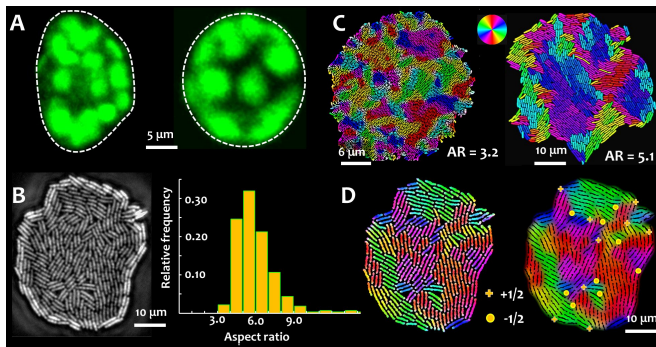 A
5 µm
C
6 µm
AR = 3.2
10 µm
AR = 5.1
B
10 µm
Relative frequency
0.30
0.20
0.10
3.0 6.0 9.0
Aspect ratio
D
+1/2
-1/2
10 µm